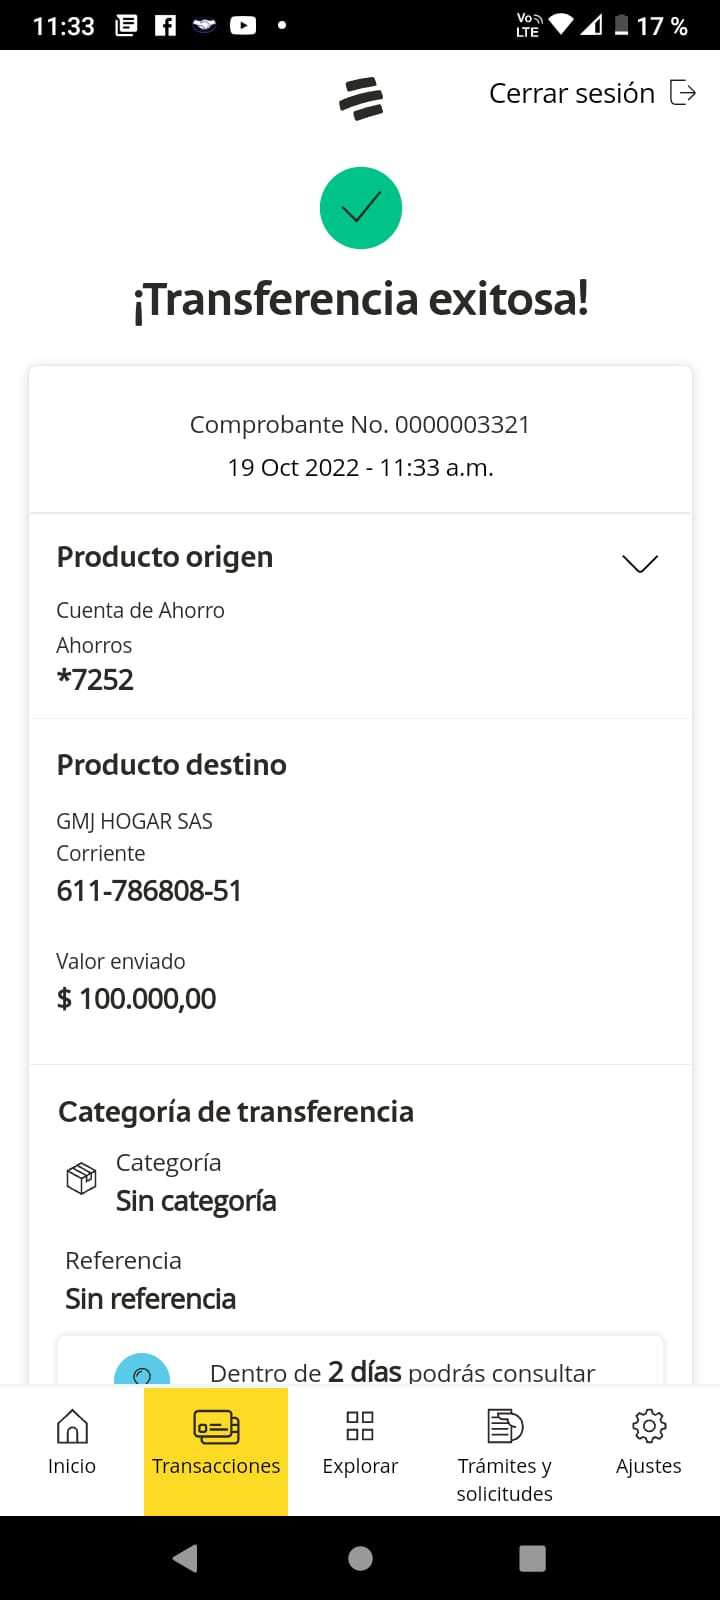 11:33
Vo LTE
17 %
Cerrar sesión
¡Transferencia exitosa!
Comprobante No. 0000003321
19 Oct 2022 - 11:33 a.m.
Producto origen
Cuenta de Ahorro
Ahorros
*7252
Producto destino
GMJ HOGAR SAS
Corriente
611-786808-51
Valor enviado
$ 100.000,00
Categoría de transferencia
Categoría
Sin categoría
Referencia
Sin referencia
Dentro de 2 días podrás consultar
Inicio
Transacciones
Explorar
Trámites y
solicitudes
Ajustes